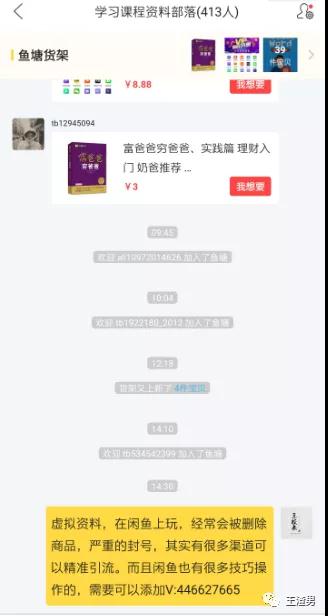 学习课程资料部落(413人)
鱼塘货架
39
件宝贝
¥8.88
我想要
tb12945094
富爸爸穷爸爸、实践篇 理财入
门 奶爸推荐 ...
富爸爸
穷爸爸
¥3
我想要
09:45
欢迎 ali10972014626 加入了鱼塘
10:04
欢迎 tb1922180_2012 加入了鱼塘
12:18
货架又上新了 4件宝贝
14:10
欢迎 tb534542399 加入了鱼塘
14:36
虚拟资料，在闲鱼上玩，经常会被删除
商品，严重的封号，其实有很多渠道可
以精准引流。而且闲鱼也有很多技巧操
作的，需要可以添加V:446627665
王渣男